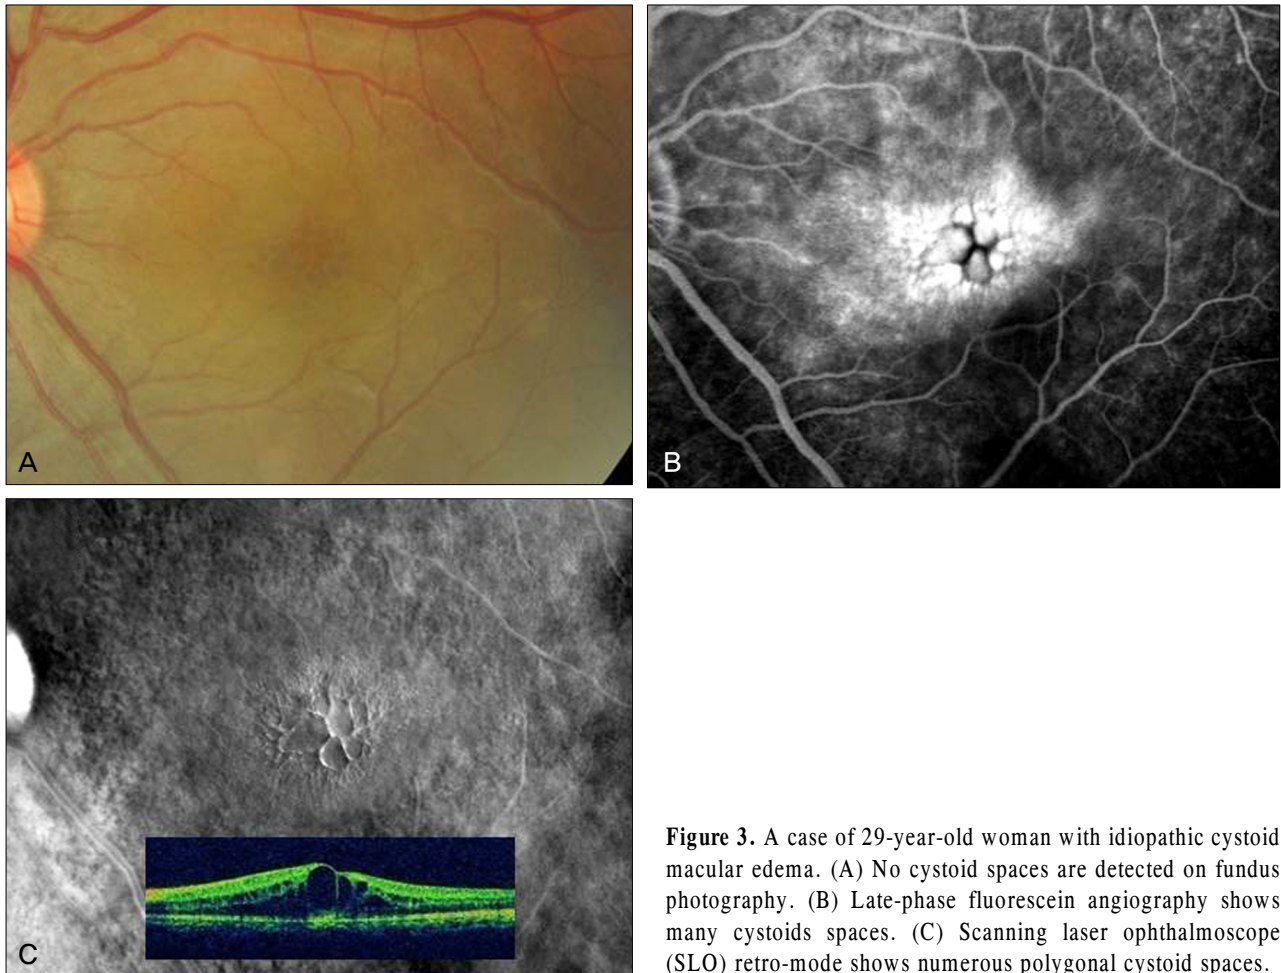 A
B
C
Figure 3. A case of 29-year-old woman with idiopathic cystoid
macular edema. (A) No cystoid spaces are detected on fundus
photography. (B) Late-phase fluorescein angiography shows
many cystoids spaces. (C) Scanning laser ophthalmoscope
(SLO) retro-mode shows numerous polygonal cystoid spaces.